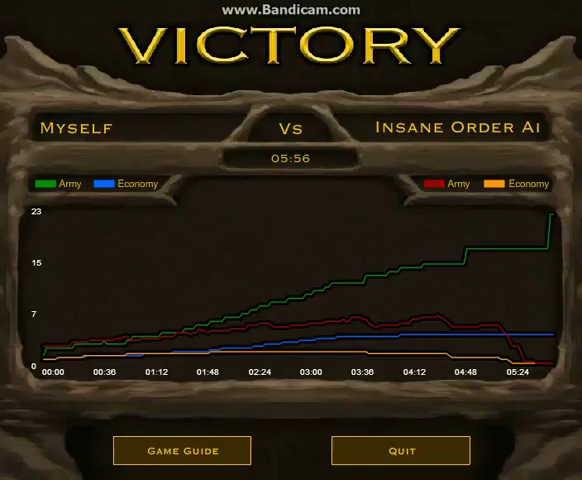 www.Bandicam.com
VICTORY
MYSELF Vs INSANE ORDER AI
05:56
Army Economy Army Economy
23
15
7
0
00:00 00:36 01:12 01:48 02:24 03:00 03:36 04:12 04:48 05:24
GAME GUIDE QUIT